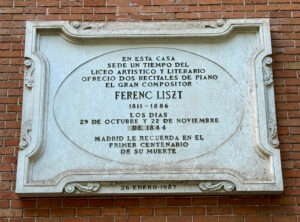 EN ESTA CASA
SEDE UN TIEMPO DEL
LICEO ARTISTICO Y LITERARIO
OFRECIO DOS RECITALES DE PIANO
EL GRAN COMPOSITOR
FERENC LISZT
1811 - 1886
LOS DIAS
29 DE OCTUBRE Y 22 DE NOVIEMBRE
DE 1844
MADRID LE RECUERDA EN EL
PRIMER CENTENARIO
DE SU MUERTE
26-ENERO-1987